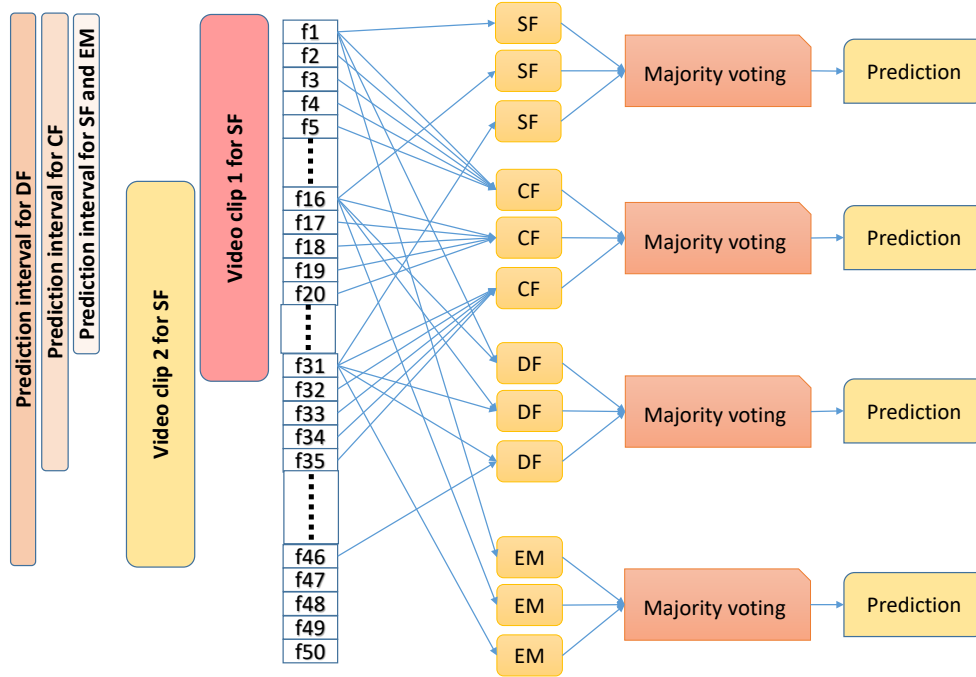 Prediction interval for DF
Prediction interval for CF
Prediction interval for SF and EM
Video clip 2 for SF
Video clip 1 for SF
f1
f2
f3
f4
f5
f16
f17
f18
f19
f20
f31
f32
f33
f34
f35
f46
f47
f48
f49
f50
SF
SF
SF
Majority voting
Prediction
CF
CF
CF
Majority voting
Prediction
DF
DF
DF
Majority voting
Prediction
EM
EM
EM
Majority voting
Prediction